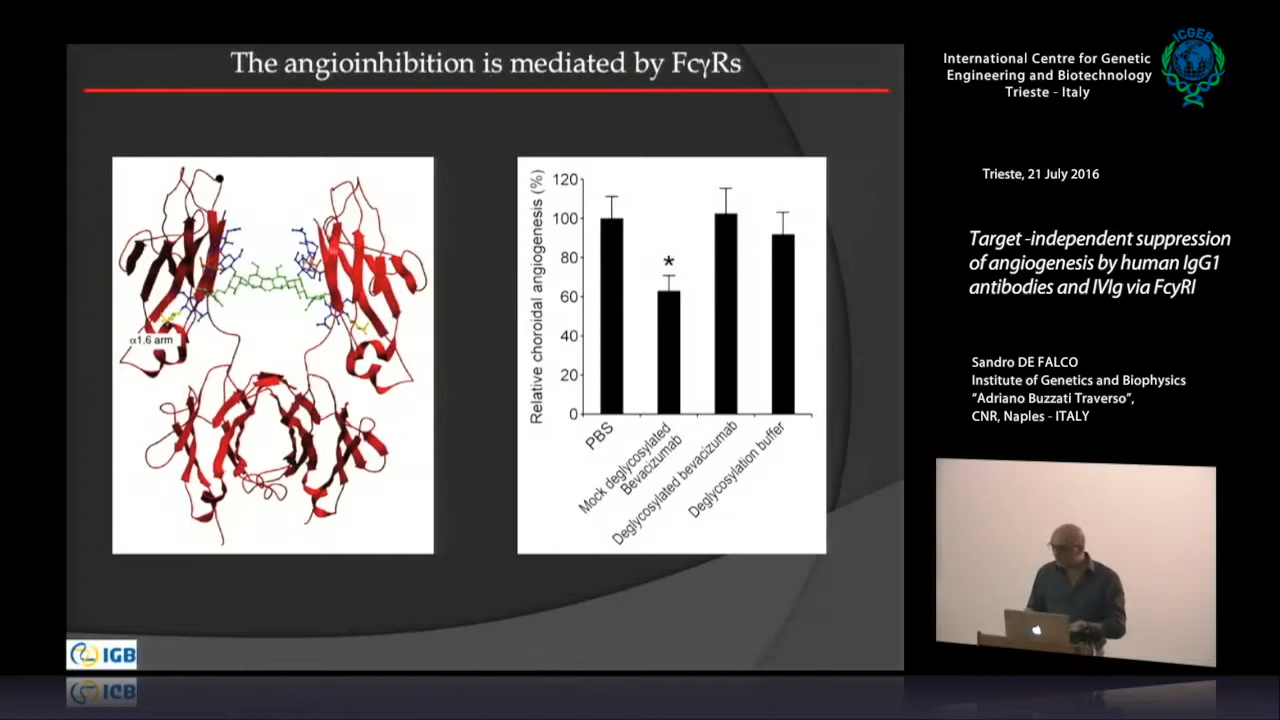 The angioinhibition is mediated by FcγRs
α1.6 arm
Relative choroidal angiogenesis (%)
120
100
80
60
40
20
0
*
PBS
Mock deglycosylated
Bevacizumab
Deglycosylated bevacizumab
Deglycosylation buffer
IGB
ICGEB
International Centre for Genetic
Engineering and Biotechnology
Trieste - Italy
Trieste, 21 July 2016
Target -independent suppression
of angiogenesis by human IgG1
antibodies and IVIg via FcγRI
Sandro DE FALCO
Institute of Genetics and Biophysics
“Adriano Buzzati Traverso”,
CNR, Naples - ITALY